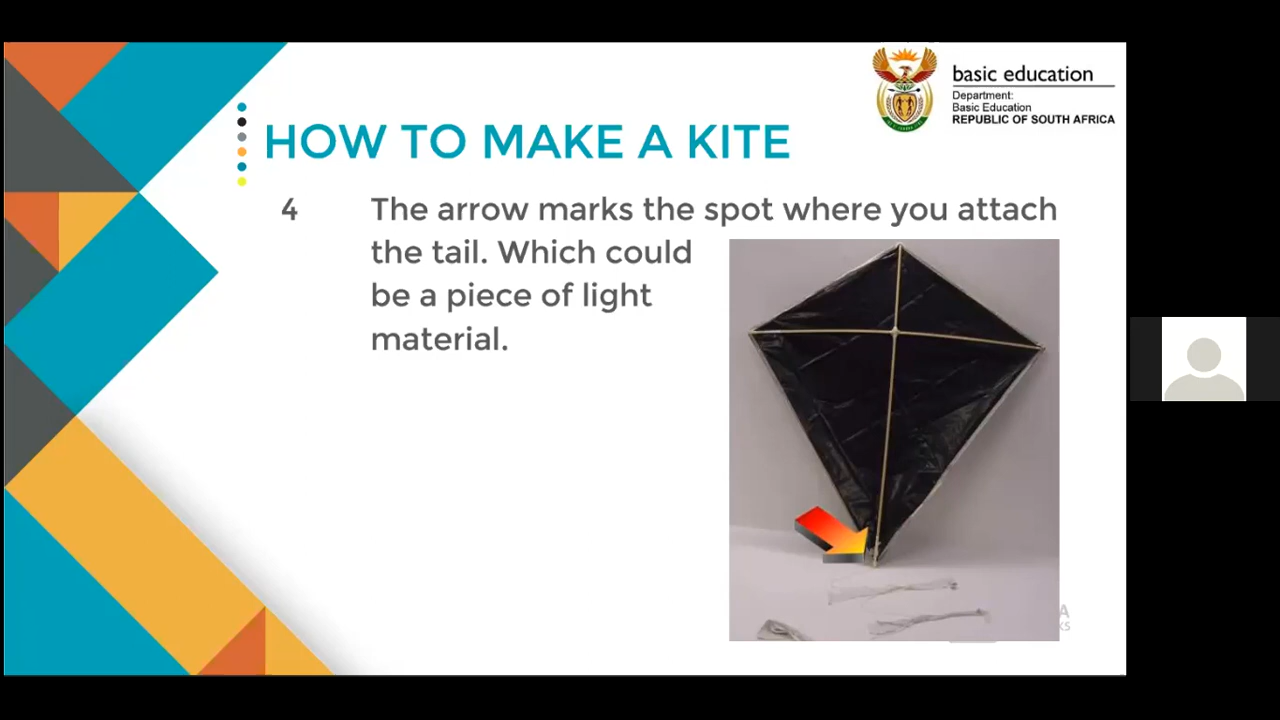 basic education
Department:
Basic Education
REPUBLIC OF SOUTH AFRICA
HOW TO MAKE A KITE
4 The arrow marks the spot where you attach
the tail. Which could
be a piece of light
material.